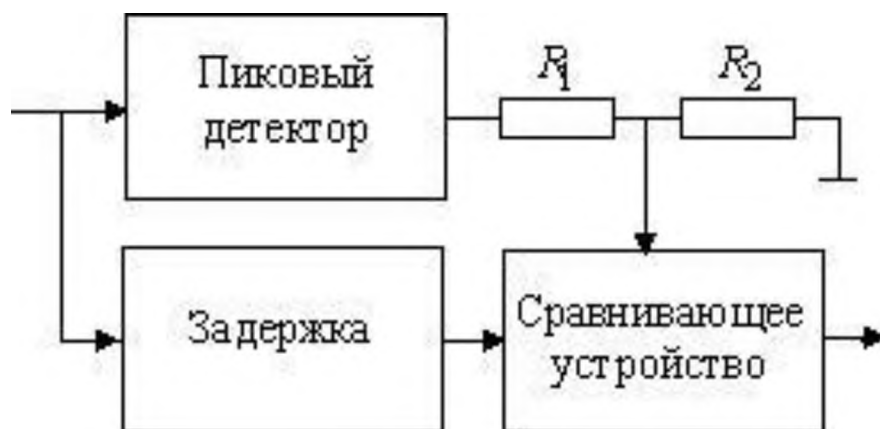 Пиковый
детектор
R1
R2
Задержка
Сравнивающее
устройство